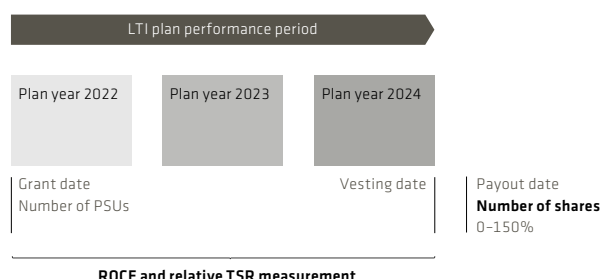 LTI plan performance period
Plan year 2022
Plan year 2023
Plan year 2024
Grant date
Number of PSUs
Vesting date
Payout date
Number of shares
0–150%
ROCE and relative TSR measurement